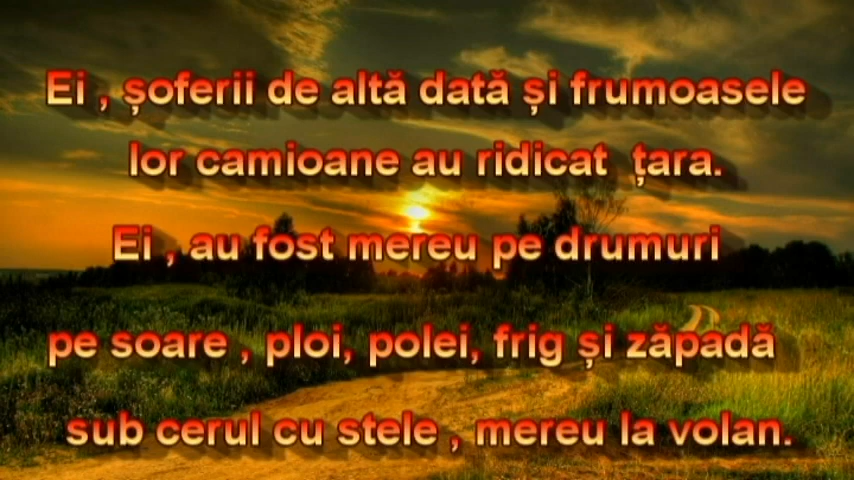 Ei , șoferii de altă dată și frumoasele
lor camioane au ridicat țara.
Ei , au fost mereu pe drumuri
pe soare , ploi, polei, frig și zăpadă
sub cerul cu stele , mereu la volan.